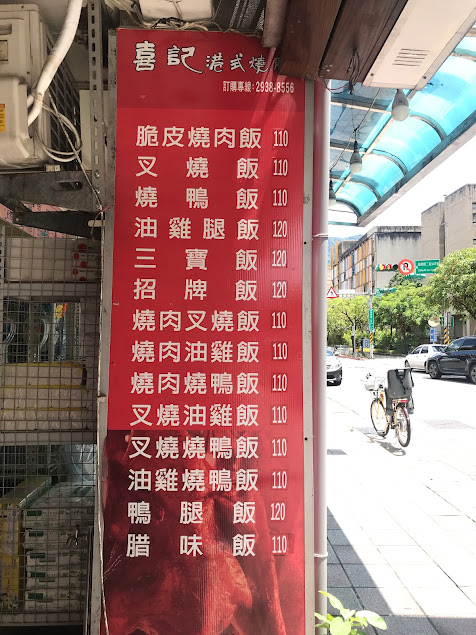 喜記 港式燒
訂購專線:2938-8556
脆皮燒肉飯 110
叉燒飯 110
燒鴨飯 110
油雞腿飯 120
三寶飯 120
招牌飯 120
燒肉叉燒飯 110
燒肉油雞飯 110
燒肉燒鴨飯 110
叉燒油雞飯 110
叉燒燒鴨飯 110
油雞燒鴨飯 110
鴨腿飯 120
腊味飯 110